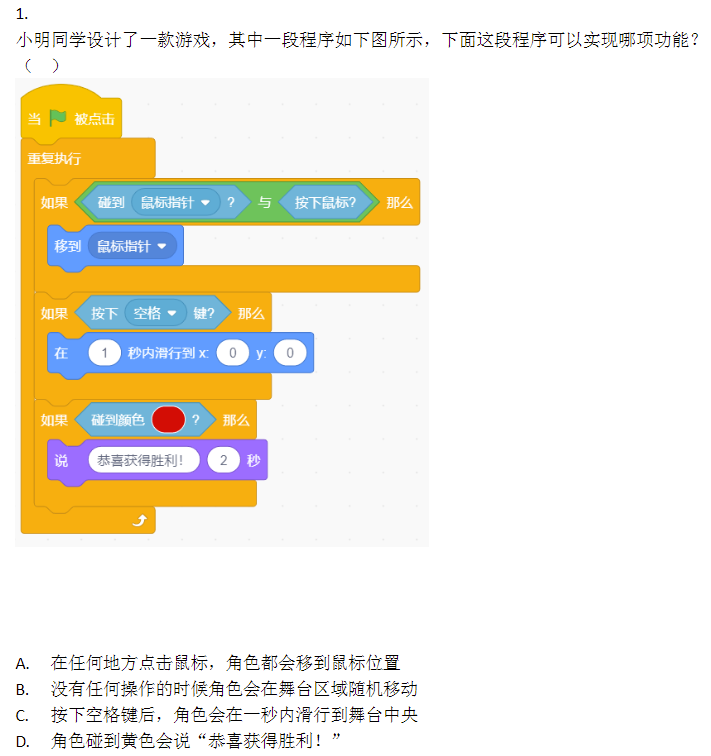 1.
小明同学设计了一款游戏，其中一段程序如下图所示，下面这段程序可以实现哪项功能？
（ ）
当 被点击
重复执行
如果 碰到 鼠标指针 ? 与 按下鼠标? 那么
移到 鼠标指针
如果 按下 空格 键? 那么
在 1 秒内滑行到 x: 0 y: 0
如果 碰到颜色 ? 那么
说 恭喜获得胜利! 2 秒
A. 在任何地方点击鼠标，角色都会移到鼠标位置
B. 没有任何操作的时候角色会在舞台区域随机移动
C. 按下空格键后，角色会在一秒内滑行到舞台中央
D. 角色碰到黄色会说“恭喜获得胜利！”